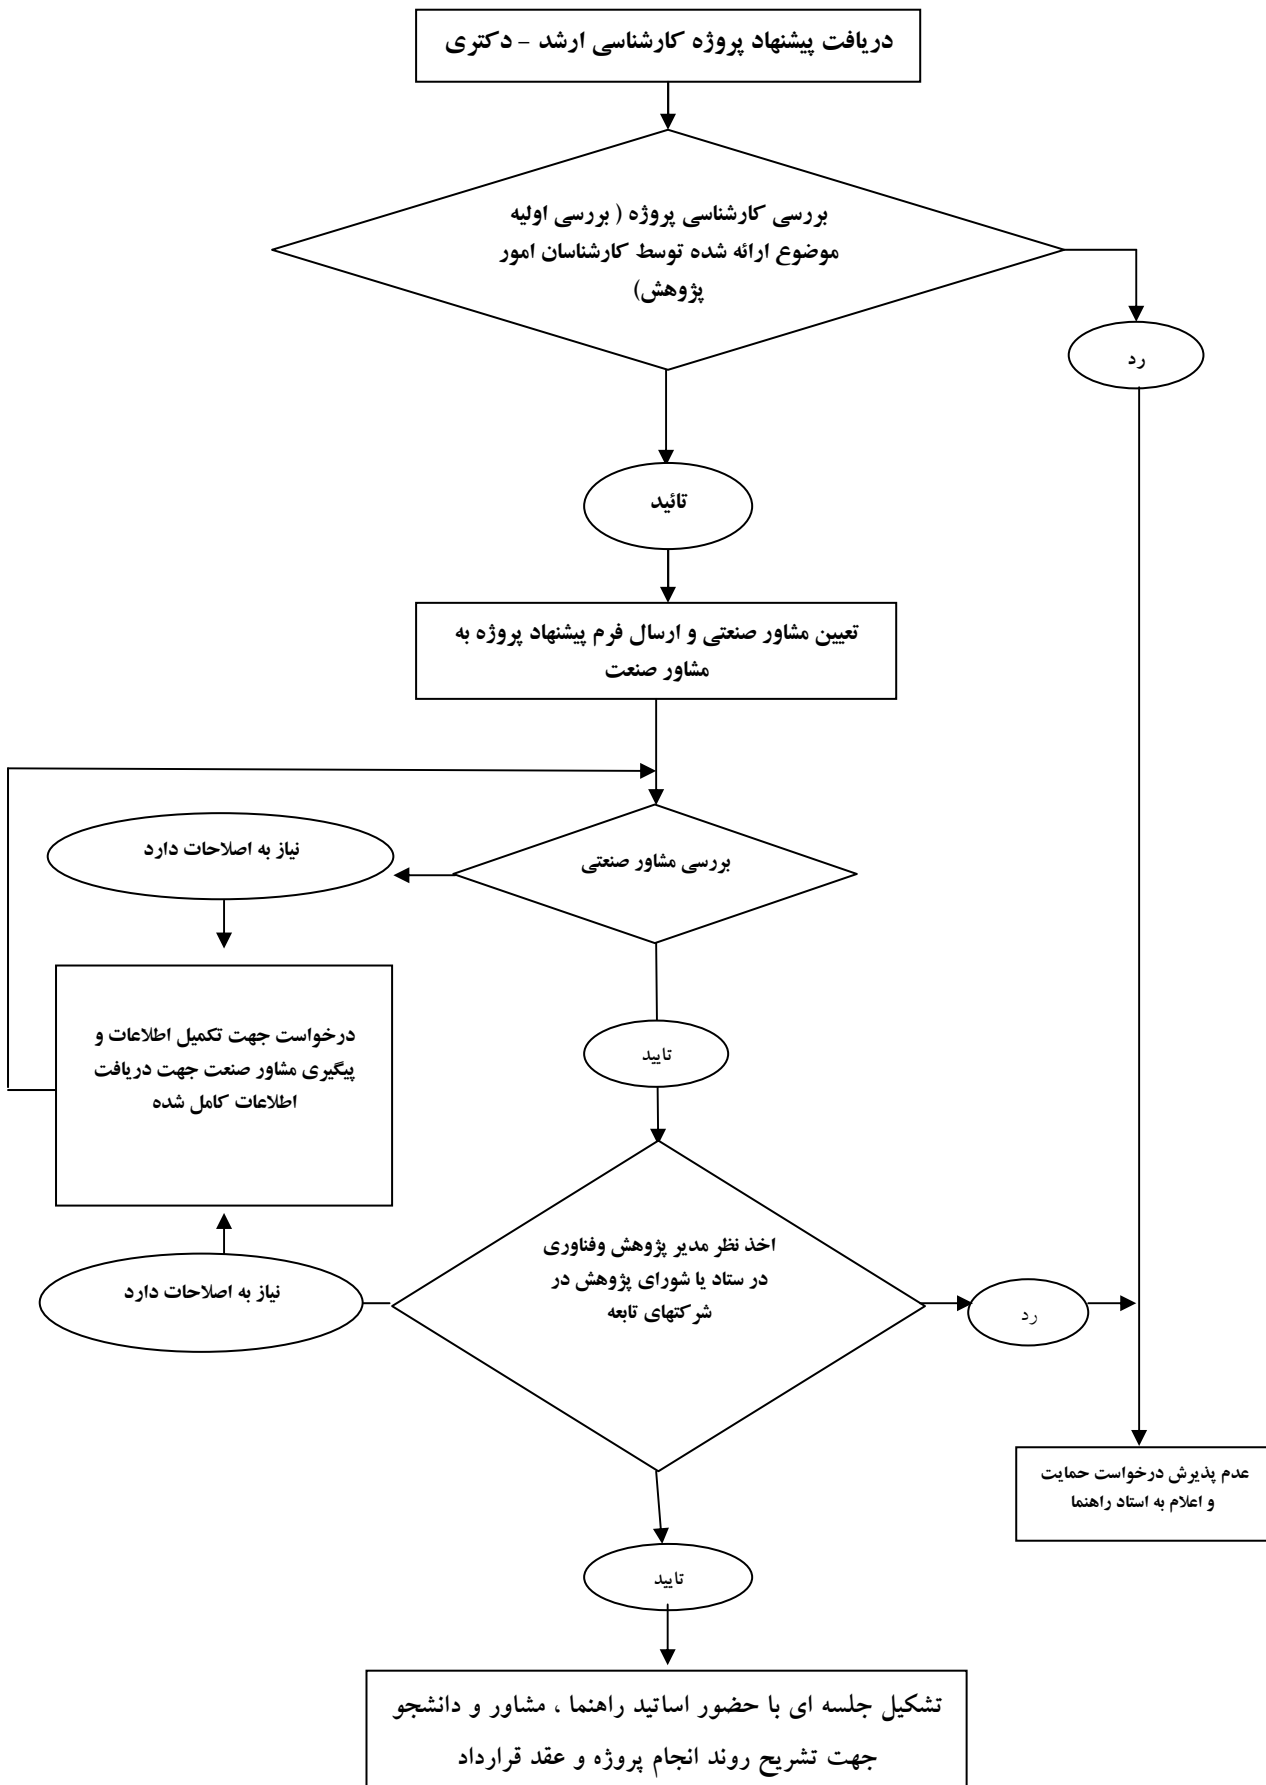 دریافت پیشنهاد پروژه کارشناسی ارشد - دکتری
بررسی کارشناسی پروژه ( بررسی اولیه
موضوع ارائه شده توسط کارشناسان امور
پژوهش)
رد
تائید
تعیین مشاور صنعتی و ارسال فرم پیشنهاد پروژه به
مشاور صنعت
نیاز به اصلاحات دارد
بررسی مشاور صنعتی
درخواست جهت تکمیل اطلاعات و
پیگیری مشاور صنعت جهت دریافت
اطلاعات کامل شده
تایید
اخذ نظر مدیر پژوهش وفناوری
در ستاد یا شورای پژوهش در
شرکتهای تابعه
نیاز به اصلاحات دارد
رد
عدم پذیرش درخواست حمایت
و اعلام به استاد راهنما
تایید
تشکیل جلسه ای با حضور اساتید راهنما ، مشاور و دانشجو
جهت تشریح روند انجام پروژه و عقد قرارداد